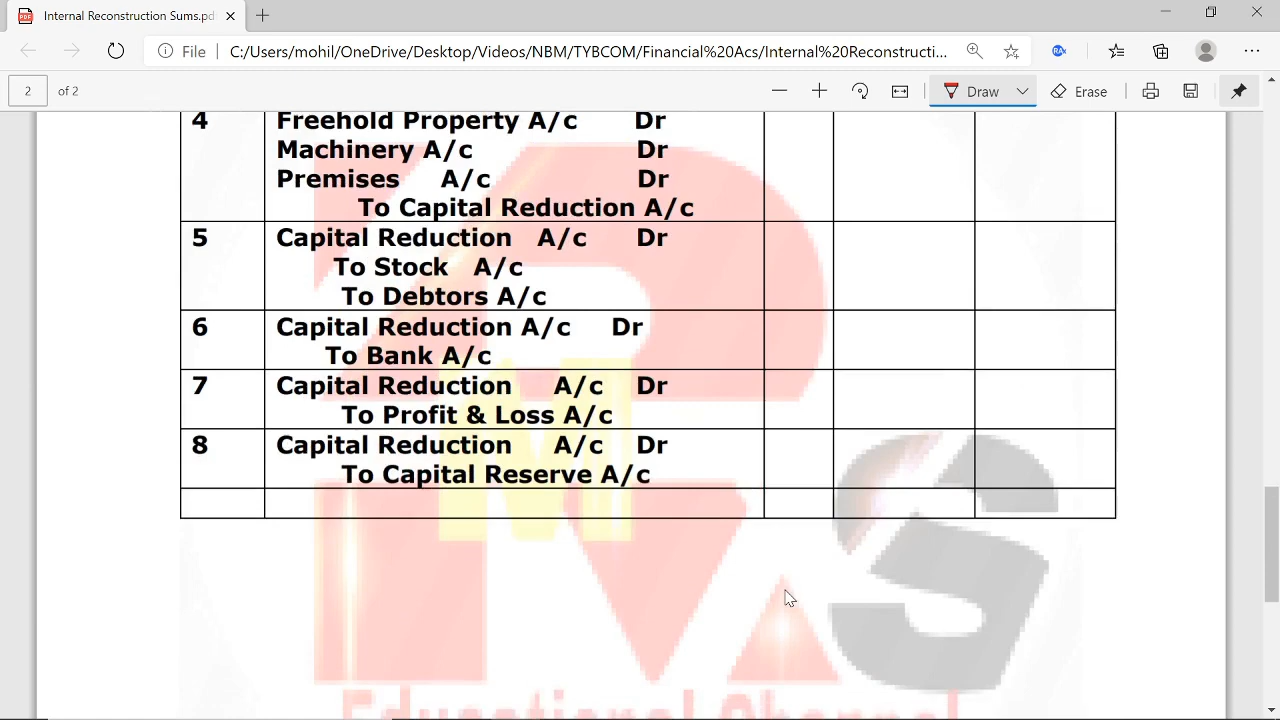 Internal Reconstruction Sums.pd
File C:/Users/mohil/OneDrive/Desktop/Videos/NBM/TYBCOM/Financial%20Acs/Internal%20Reconstructi...
2 of 2 Draw Erase
4 Freehold Property A/c Dr
Machinery A/c Dr
Premises A/c Dr
To Capital Reduction A/c
5 Capital Reduction A/c Dr
To Stock A/c
To Debtors A/c
6 Capital Reduction A/c Dr
To Bank A/c
7 Capital Reduction A/c Dr
To Profit & Loss A/c
8 Capital Reduction A/c Dr
To Capital Reserve A/c
Educational Channel